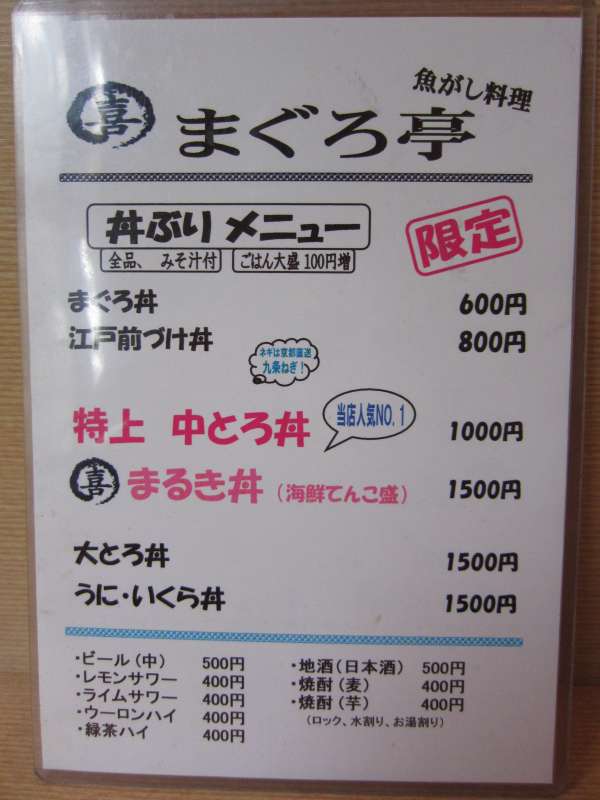 魚がし料理
喜 まぐろ亭
丼ぶり メニュー
限定
全品、 みそ汁付
ごはん大盛 100円増
まぐろ丼 600円
江戸前づけ丼 800円
ネギは京都直送
九条ねぎ!
特上 中とろ丼 1000円
当店人気NO.1
喜 まるき丼 (海鮮てんこ盛) 1500円
大とろ丼 1500円
うに・いくら丼 1500円
・ビール(中) 500円
・レモンサワー 400円
・ライムサワー 400円
・ウーロンハイ 400円
・緑茶ハイ 400円
・地酒(日本酒) 500円
・焼酎(麦) 400円
・焼酎(芋) 400円
(ロック、水割り、お湯割り)